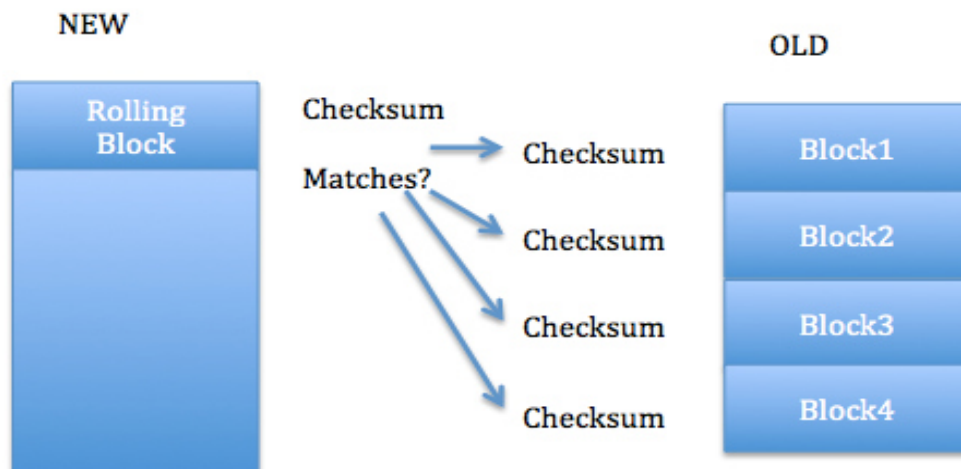 NEW
OLD
Rolling
Block
Checksum
Matches?
Checksum
Checksum
Checksum
Checksum
Block1
Block2
Block3
Block4